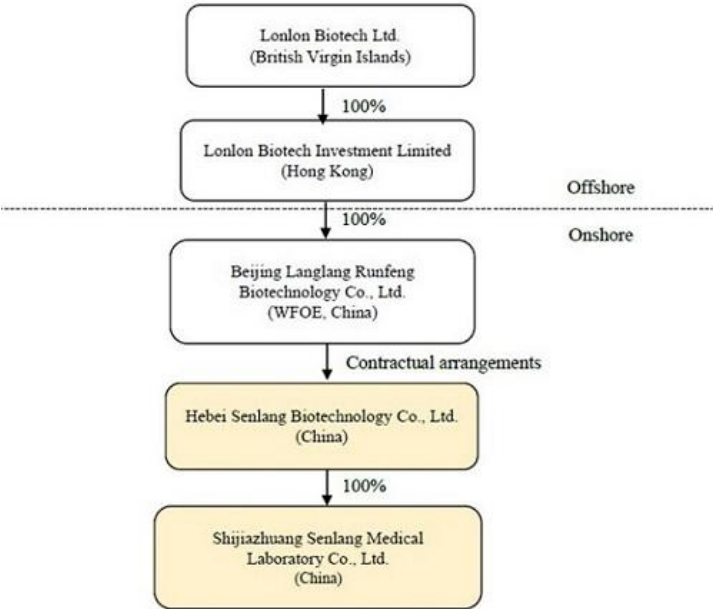 Lonlon Biotech Ltd.
(British Virgin Islands)
100%
Lonlon Biotech Investment Limited
(Hong Kong)
Offshore
100%
Onshore
Beijing Langlang Runfeng
Biotechnology Co., Ltd.
(WFOE, China)
Contractual arrangements
Hebei Senlang Biotechnology Co., Ltd.
(China)
100%
Shijiazhuang Senlang Medical
Laboratory Co., Ltd.
(China)